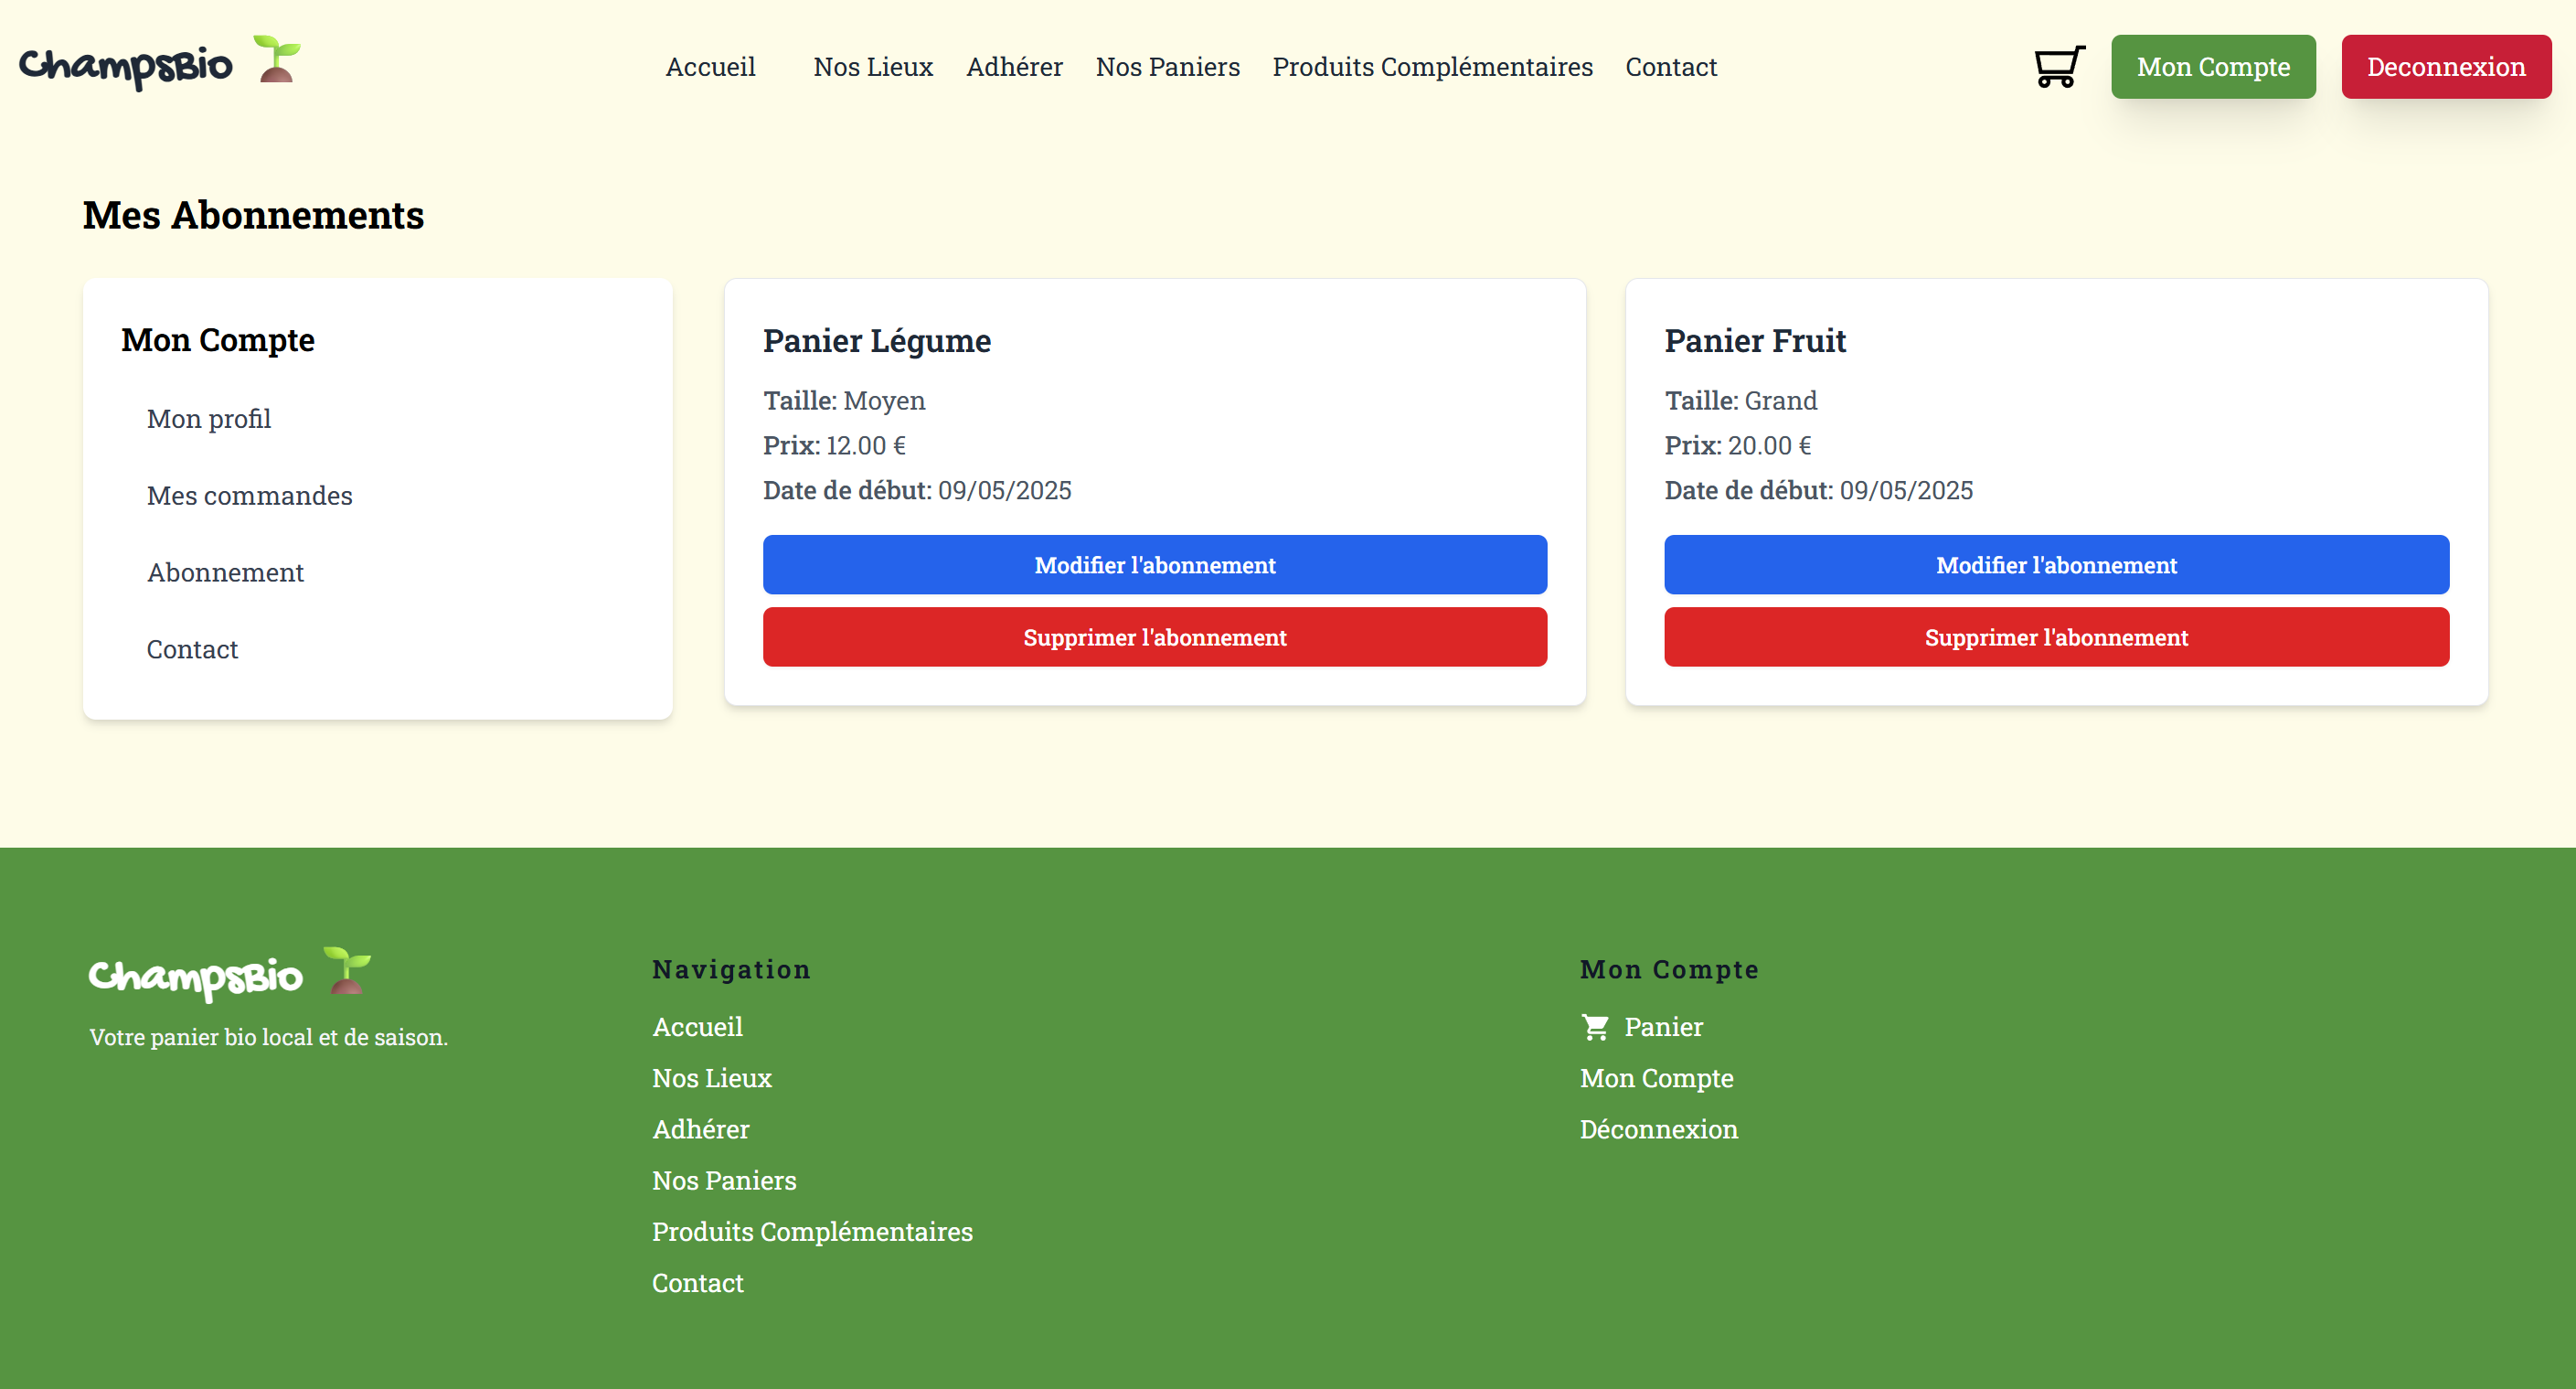 ChampsBio
Accueil
Nos Lieux
Adhérer
Nos Paniers
Produits Complémentaires
Contact
Mon Compte
Deconnexion
Mes Abonnements
Mon Compte
Mon profil
Mes commandes
Abonnement
Contact
Panier Légume
Taille: Moyen
Prix: 12.00 €
Date de début: 09/05/2025
Modifier l'abonnement
Supprimer l'abonnement
Panier Fruit
Taille: Grand
Prix: 20.00 €
Date de début: 09/05/2025
Modifier l'abonnement
Supprimer l'abonnement
ChampsBio
Votre panier bio local et de saison.
Navigation
Accueil
Nos Lieux
Adhérer
Nos Paniers
Produits Complémentaires
Contact
Mon Compte
Panier
Mon Compte
Déconnexion